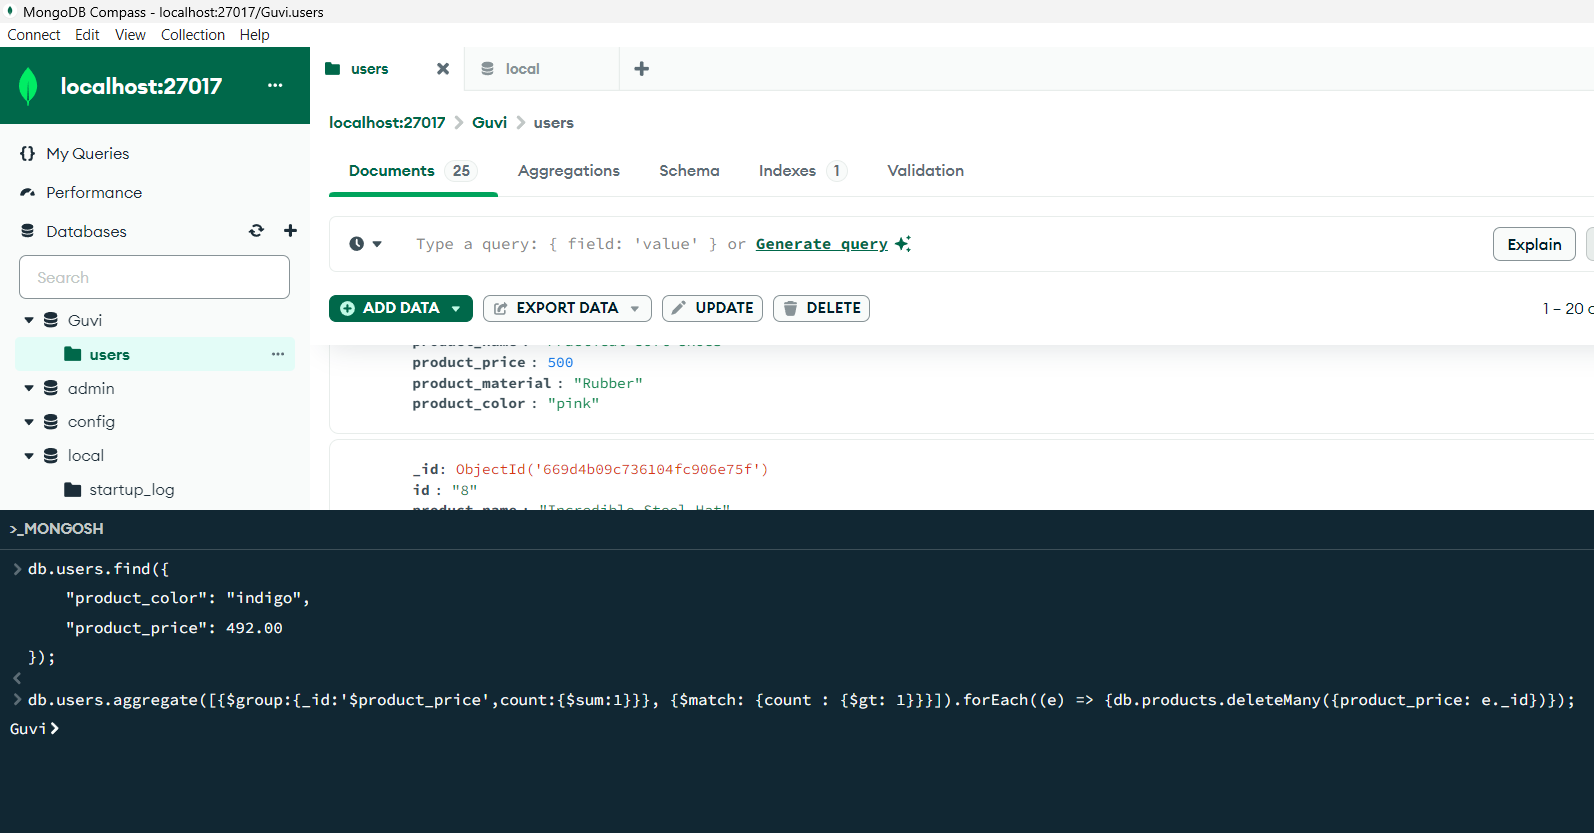 MongoDB Compass - localhost:27017/Guvi.users
Connect Edit View Collection Help
localhost:27017 ...
users
local
localhost:27017 > Guvi > users
{} My Queries
Performance
Databases
Search
Guvi
users ...
admin
config
local
startup_log
Documents 25 Aggregations Schema Indexes 1 Validation
Type a query: { field: 'value' } or Generate query
Explain
ADD DATA EXPORT DATA UPDATE DELETE
1 – 20
product_price : 500
product_material : "Rubber"
product_color : "pink"
_id: ObjectId('669d4b09c736104fc906e75f')
id : "8"
product_name : "Incredible Steel Hat"
>_MONGOSH
> db.users.find({
"product_color": "indigo",
"product_price": 492.00
});
<
> db.users.aggregate([{$group:{_id:'$product_price',count:{$sum:1}}}, {$match: {count : {$gt: 1}}}]).forEach((e) => {db.products.deleteMany({product_price: e._id})});
Guvi>